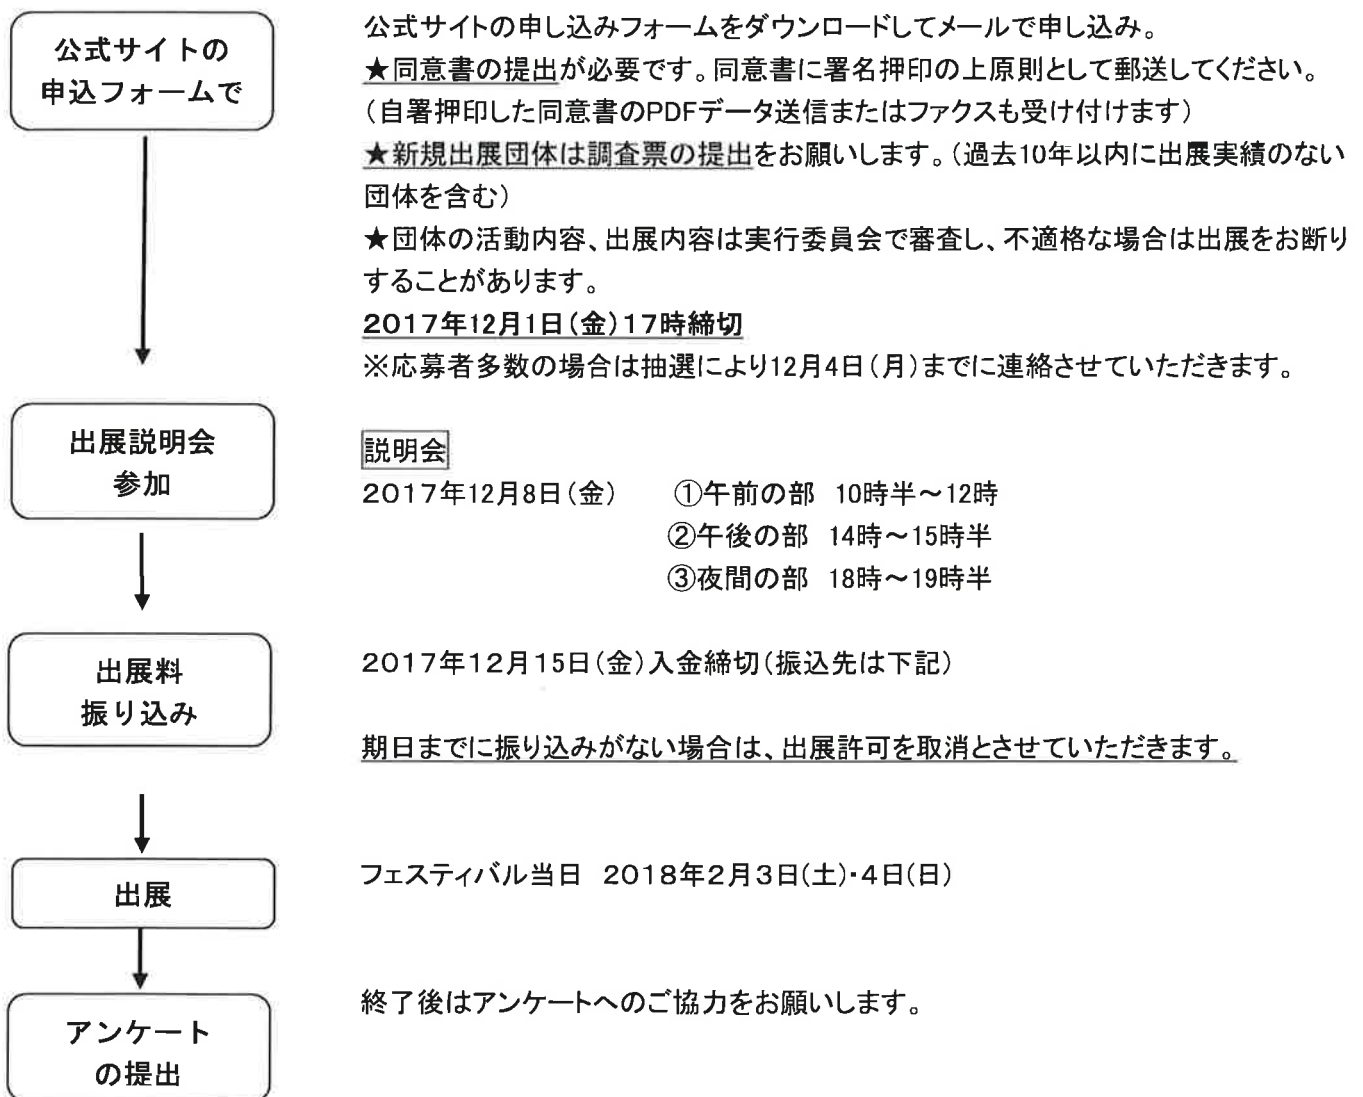 公式サイトの
申込フォームで
公式サイトの申し込みフォームをダウンロードしてメールで申し込み。
★同意書の提出が必要です。同意書に署名押印の上原則として郵送してください。
（自署押印した同意書のPDFデータ送信またはファクスも受け付けます）
★新規出展団体は調査票の提出をお願いします。（過去10年以内に出展実績のない
団体を含む）
★団体の活動内容、出展内容は実行委員会で審査し、不適格な場合は出展をお断り
することがあります。
2017年12月1日（金）17時締切
※応募者多数の場合は抽選により12月4日（月）までに連絡させていただきます。
出展説明会
参加
説明会
2017年12月8日（金） ①午前の部 10時半～12時
②午後の部 14時～15時半
③夜間の部 18時～19時半
出展料
振り込み
2017年12月15日（金）入金締切（振込先は下記）
期日までに振り込みがない場合は、出展許可を取消とさせていただきます。
出展
フェスティバル当日 2018年2月3日(土)・4日(日)
アンケート
の提出
終了後はアンケートへのご協力をお願いします。